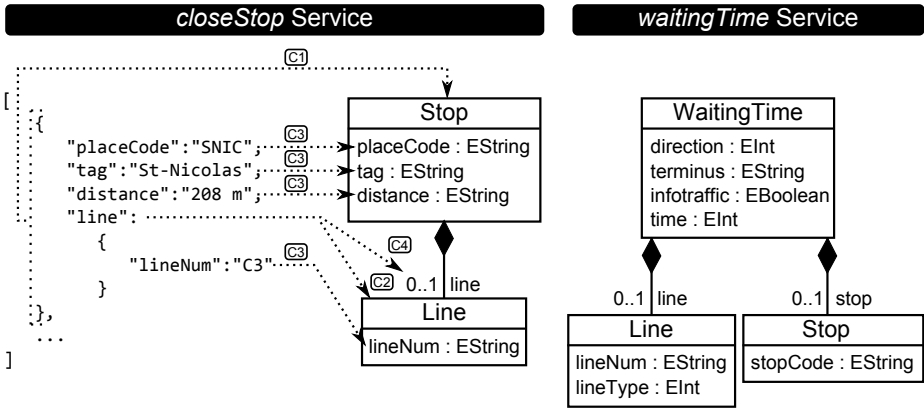 closeStop Service
waitingTime Service
C1
[
{
"placeCode":"SNIC", C3
"tag":"St-Nicolas", C3
"distance":"208 m", C3
"line":
{
"lineNum":"C3" C3
}
},
...
]
Stop
placeCode : EString
tag : EString
distance : EString
C4
C2
0..1 line
Line
lineNum : EString
WaitingTime
direction : EInt
terminus : EString
infotraffic : EBoolean
time : EInt
0..1 line
0..1 stop
Line
lineNum : EString
lineType : EInt
Stop
stopCode : EString